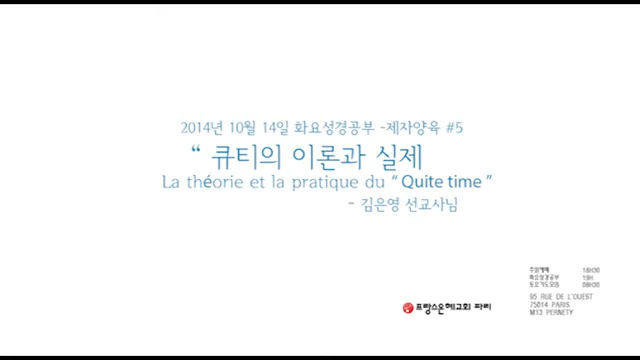 2014년 10월 14일 화요성경공부 -제자양육 #5
“ 큐티의 이론과 실제
La théorie et la pratique du “ Quite time ”
- 김은영 선교사님
주일예배 18H30
화요성경공부 19H
토요기도모임 08H30
프랑스은혜교회 파리
95 RUE DE L'OUEST
75014 PARIS
M13 PERNETY